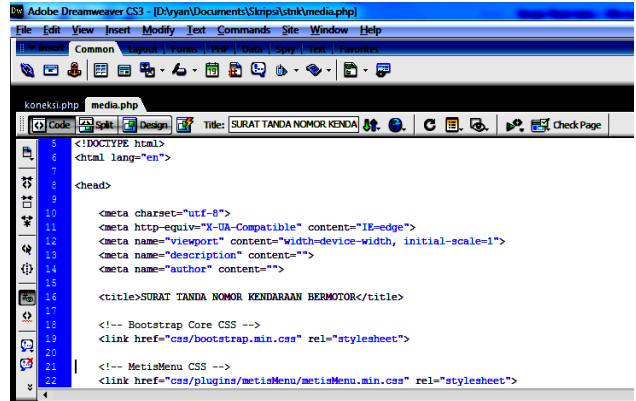 Dw Adobe Dreamweaver CS3 - [D:\ryan\Documents\Skripsi\stnk\media.php]
File Edit View Insert Modify Text Commands Site Window Help
Insert Common Layout Forms PHP Data Spry Text Favorites
koneksi.php media.php
Code Split Design Title: SURAT TANDA NOMOR KENDA Check Page
5 <!DOCTYPE html>
6 <html lang="en">
7
8 <head>
9
10 <meta charset="utf-8">
11 <meta http-equiv="X-UA-Compatible" content="IE=edge">
12 <meta name="viewport" content="width=device-width, initial-scale=1">
13 <meta name="description" content="">
14 <meta name="author" content="">
15
16 <title>SURAT TANDA NOMOR KENDARAAN BERMOTOR</title>
17
18 <!-- Bootstrap Core CSS -->
19 <link href="css/bootstrap.min.css" rel="stylesheet">
20
21 <!-- MetisMenu CSS -->
22 <link href="css/plugins/metisMenu/metisMenu.min.css" rel="stylesheet">